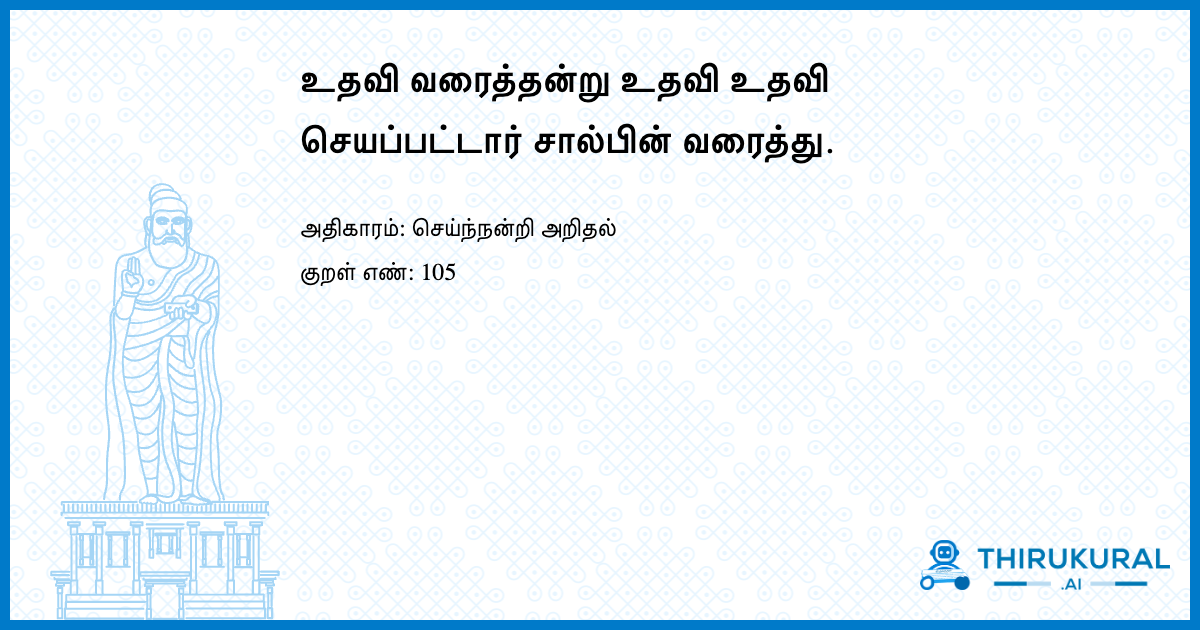 உதவி வரைத்தன்று உதவி உதவி
செயப்பட்டார் சால்பின் வரைத்து.
அதிகாரம்: செய்ந்நன்றி அறிதல்
குறள் எண்: 105
THIRUKURAL
.AI